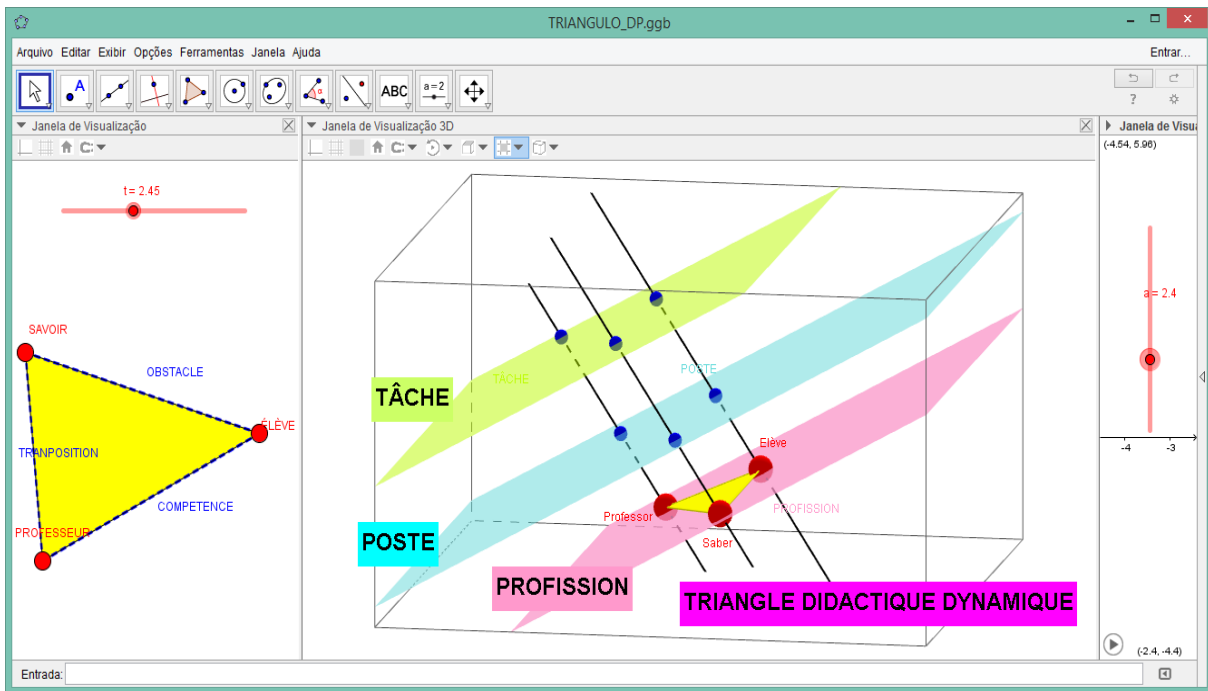 TRIANGULO_DP.ggb
Arquivo Editar Exibir Opções Ferramentas Janela Ajuda
Entrar...
A
α
ABC
a=2
?
Janela de Visualização
Janela de Visualização 3D
Janela de Visu
t = 2.45
SAVOIR
OBSTACLE
ÉLÈVE
TRANPOSITION
COMPETENCE
PROFESSEUR
TÂCHE
TÂCHE
POSTE
POSTE
Elève
Professor
Saber
PROFISSION
PROFISSION
TRIANGLE DIDACTIQUE DYNAMIQUE
(-4.54, 5.96)
a = 2.4
-4
-3
(-2.4, -4.4)
Entrada: